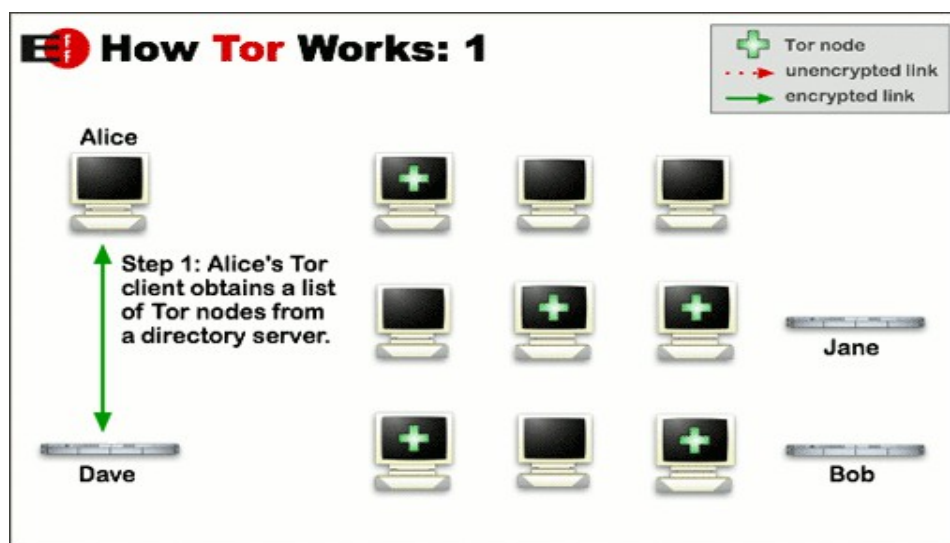 EFF How Tor Works: 1
Tor node
unencrypted link
encrypted link
Alice
Step 1: Alice's Tor
client obtains a list
of Tor nodes from
a directory server.
Jane
Dave
Bob